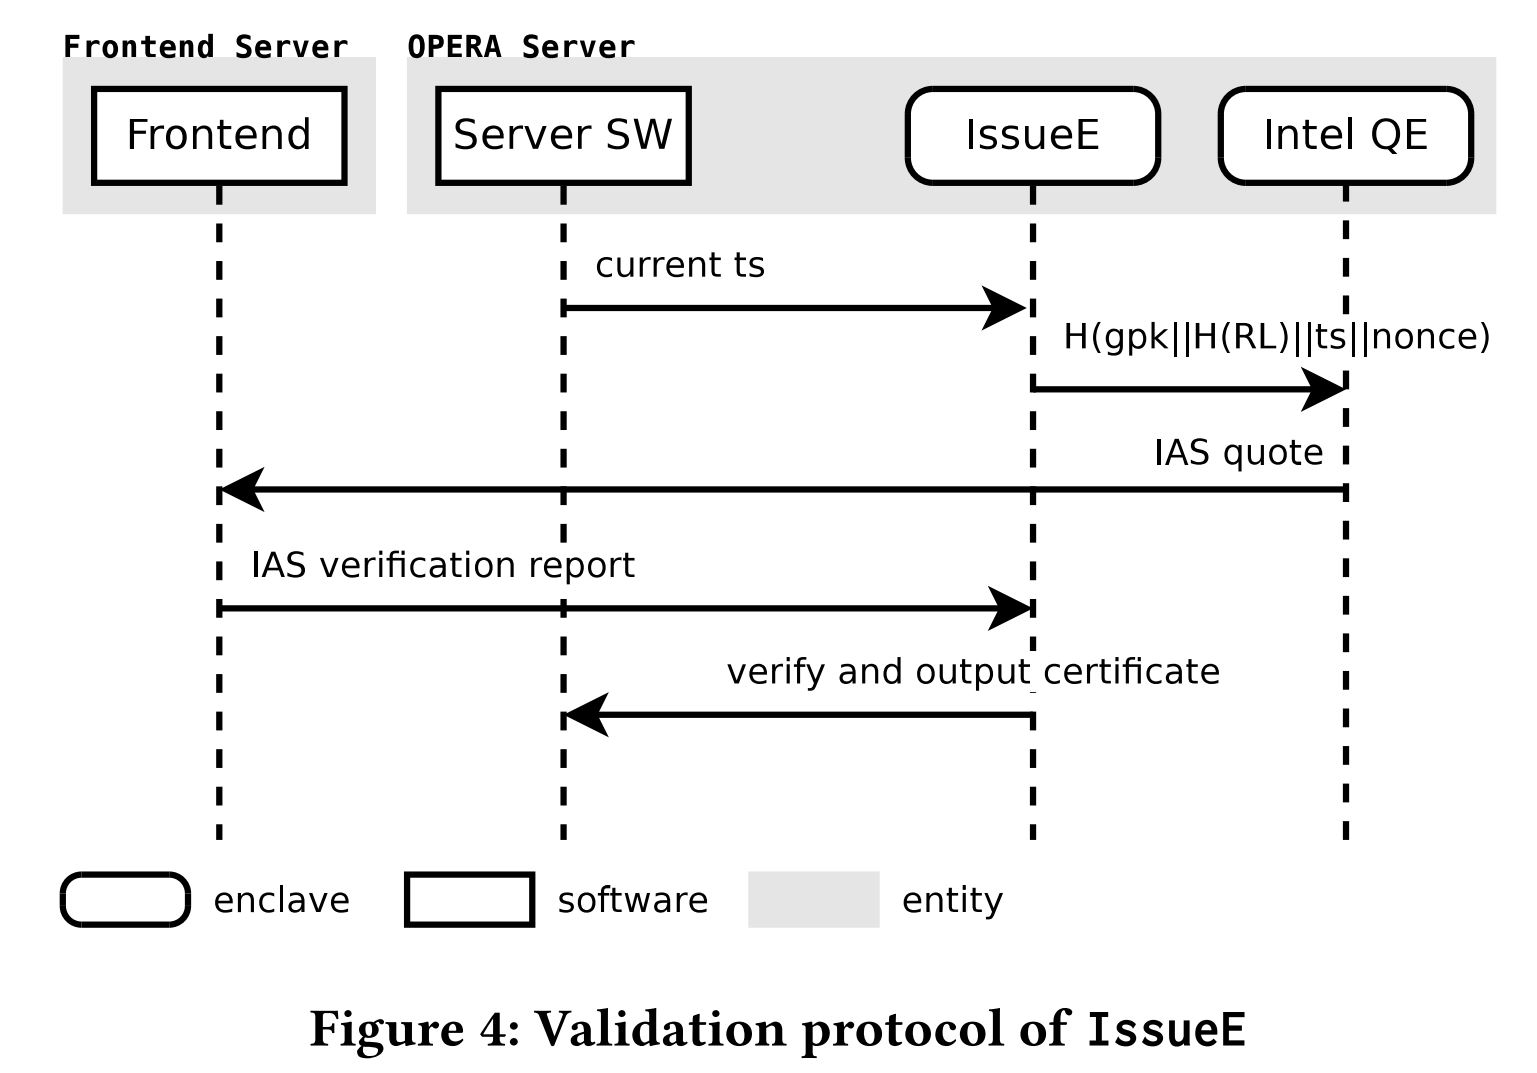 Frontend Server OPERA Server
Frontend Server SW IssueE Intel QE
current ts
H(gpk||H(RL)||ts||nonce)
IAS quote
IAS verification report
verify and output certificate
enclave software entity
Figure 4: Validation protocol of IssueE